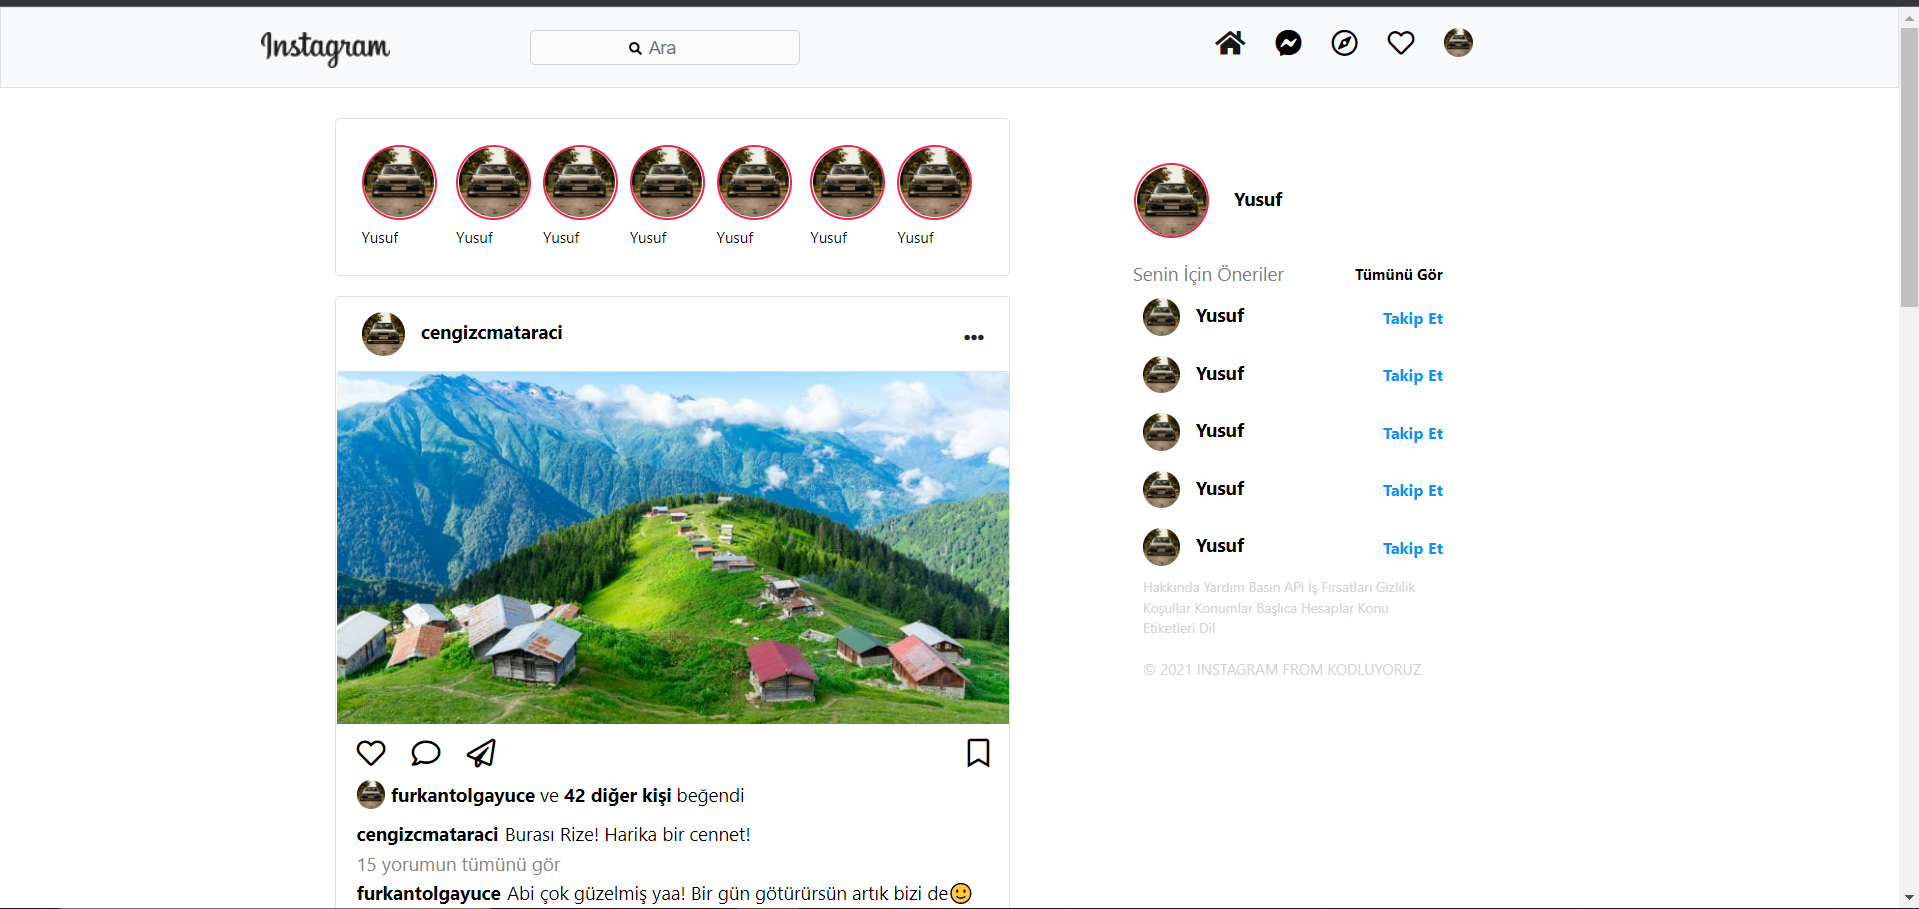 Instagram
Ara
Yusuf Yusuf Yusuf Yusuf Yusuf Yusuf Yusuf
cengizcmataraci
furkantolgayuce ve 42 diğer kişi beğendi
cengizcmataraci Burası Rize! Harika bir cennet!
15 yorumun tümünü gör
furkantolgayuce Abi çok güzelmiş yaa! Bir gün götürürsün artık bizi de🙂
Yusuf
Senin İçin Öneriler Tümünü Gör
Yusuf Takip Et
Yusuf Takip Et
Yusuf Takip Et
Yusuf Takip Et
Yusuf Takip Et
Hakkında Yardım Basın API İş Fırsatları Gizlilik
Koşullar Konumlar Başlıca Hesaplar Konu
Etiketleri Dil
© 2021 INSTAGRAM FROM KODLUYORUZ